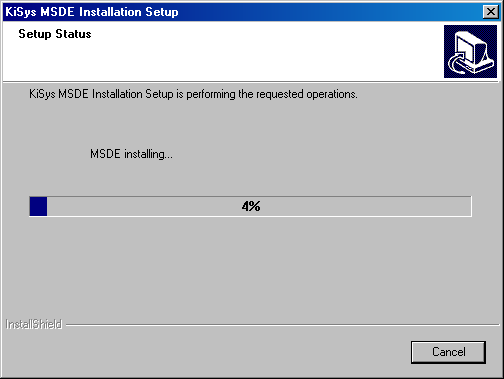 KiSys MSDE Installation Setup
Setup Status
KiSys MSDE Installation Setup is performing the requested operations.
MSDE installing...
4%
InstallShield
Cancel